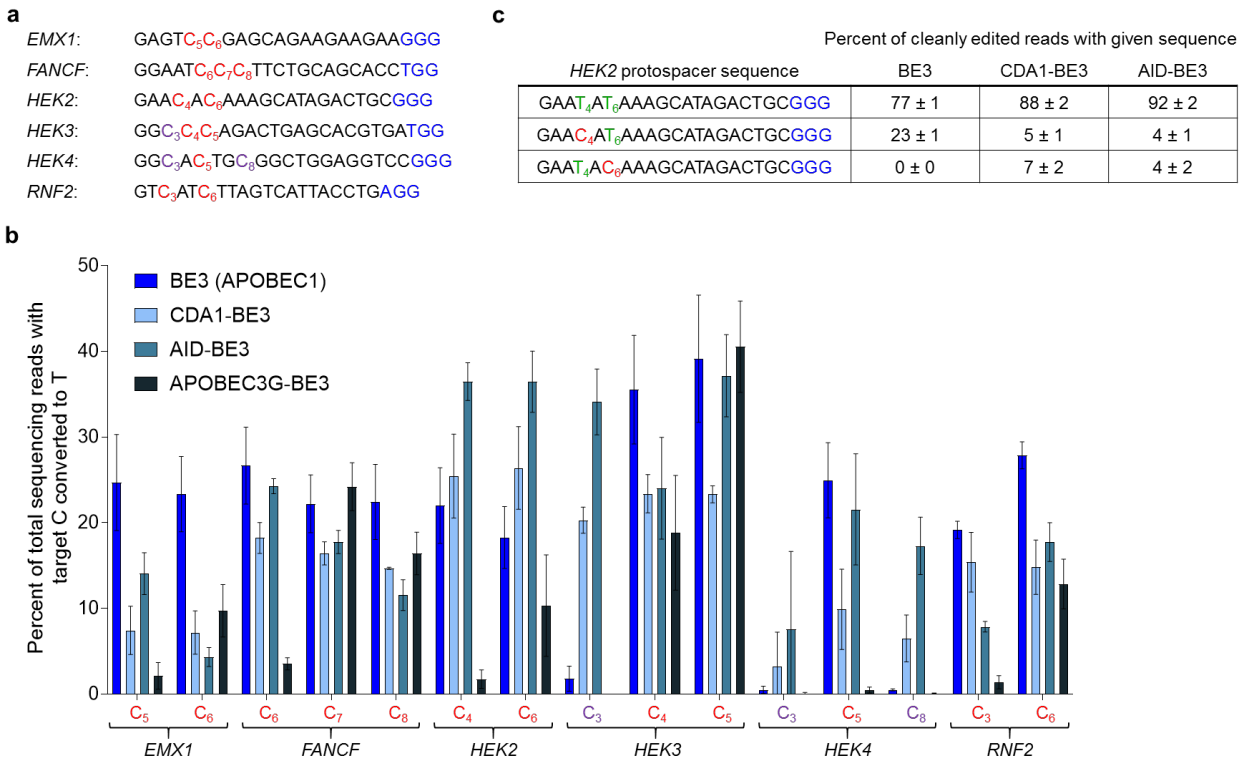 a
EMX1: GAGTC5C6GAGCAGAAGAAGAAGGG
FANCF: GGAATC6C7C8TTCTGCAGCACCTGG
HEK2: GAAC4AC6AAAGCATAGACTGCGGG
HEK3: GGC3C4C5AGACTGAGCACGTGATGG
HEK4: GGC3AC5TGC8GGCTGGAGGTCCGGG
RNF2: GTC3ATC6TTAGTCATTACCTGAGG
c
Percent of cleanly edited reads with given sequence
HEK2 protospacer sequence BE3 CDA1-BE3 AID-BE3
GAAT4AT6AAAGCATAGACTGCGGG 77 ± 1 88 ± 2 92 ± 2
GAAC4AT6AAAGCATAGACTGCGGG 23 ± 1 5 ± 1 4 ± 1
GAAT4AC6AAAGCATAGACTGCGGG 0 ± 0 7 ± 2 4 ± 2
b
Percent of total sequencing reads with
target C converted to T
50
40
30
20
10
0
BE3 (APOBEC1)
CDA1-BE3
AID-BE3
APOBEC3G-BE3
C5 C6 C6 C7 C8 C4 C6 C3 C4 C5 C3 C5 C8 C3 C6
EMX1 FANCF HEK2 HEK3 HEK4 RNF2